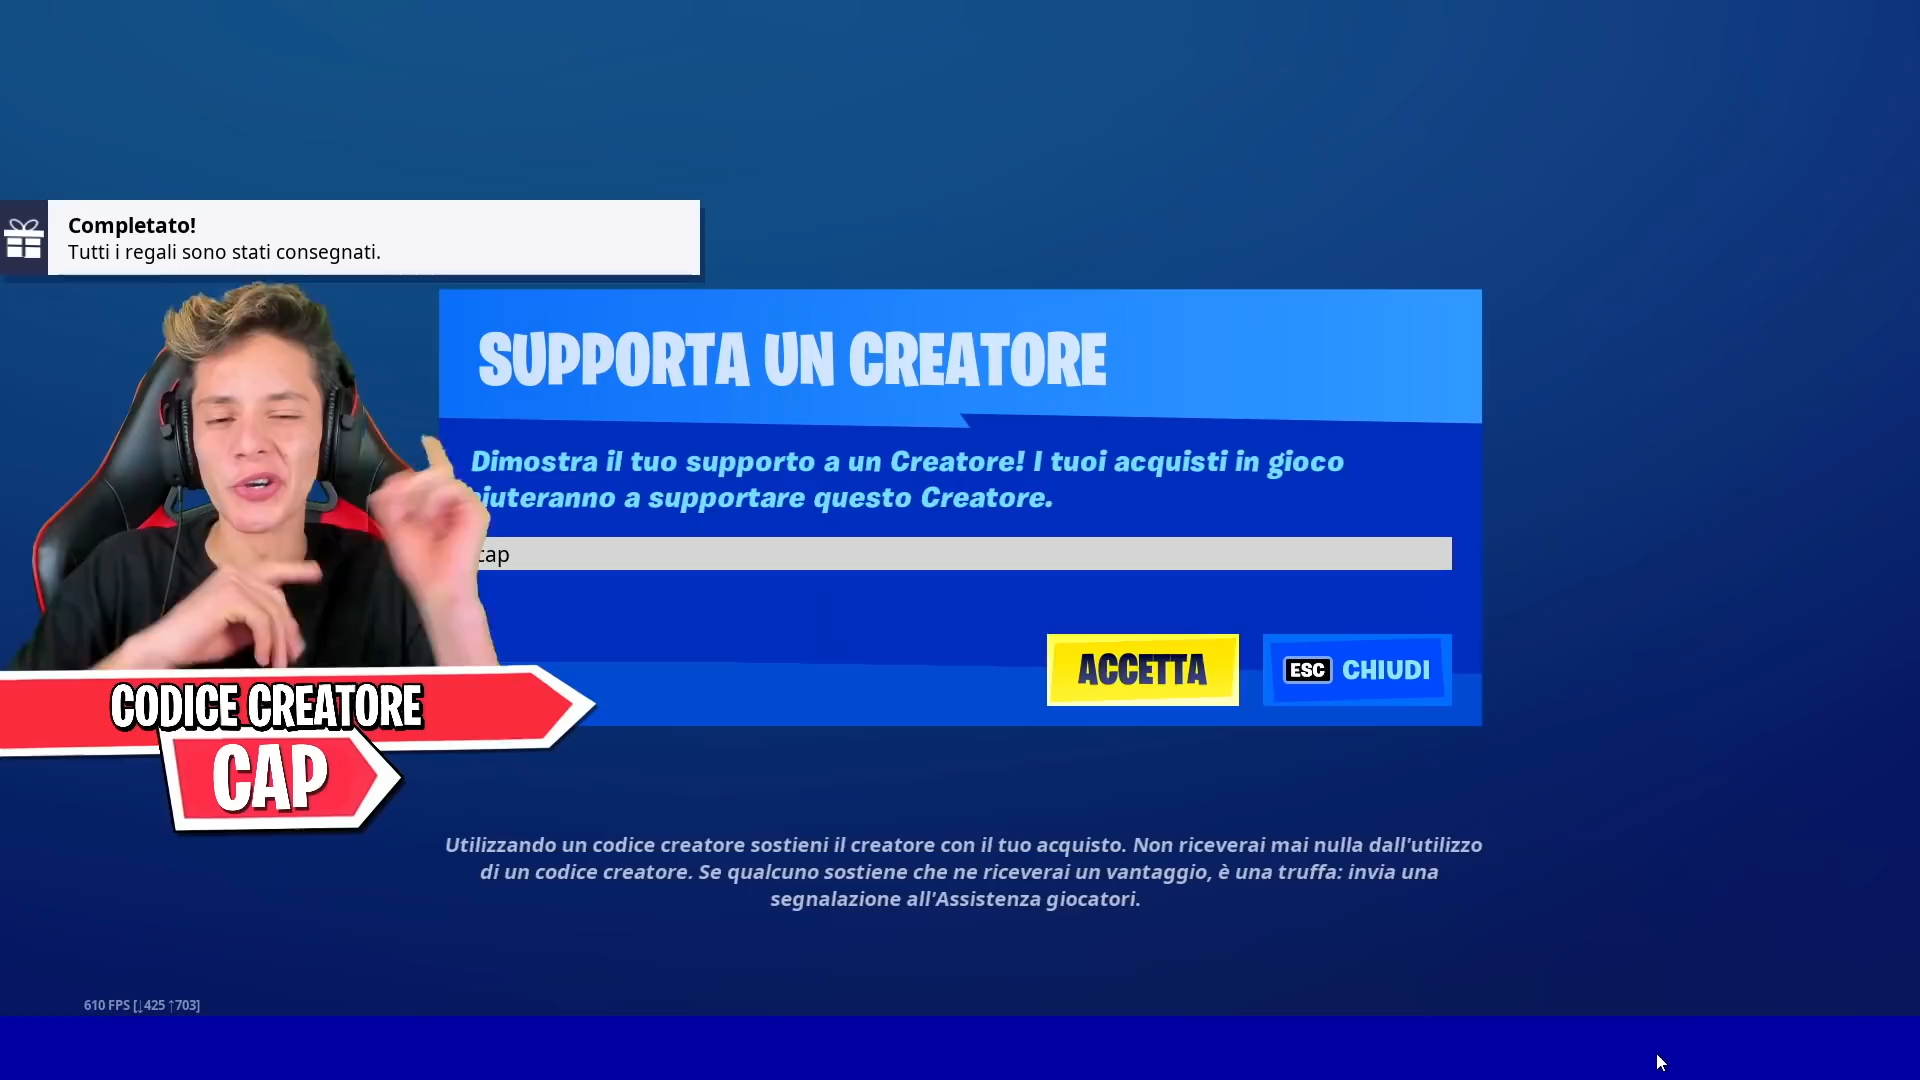 Completato!
Tutti i regali sono stati consegnati.
SUPPORTA UN CREATORE
Dimostra il tuo supporto a un Creatore! I tuoi acquisti in gioco
aiuteranno a supportare questo Creatore.
cap
ACCETTA
ESC CHIUDI
CODICE CREATORE
CAP
Utilizzando un codice creatore sostieni il creatore con il tuo acquisto. Non riceverai mai nulla dall'utilizzo
di un codice creatore. Se qualcuno sostiene che ne riceverai un vantaggio, è una truffa: invia una
segnalazione all'Assistenza giocatori.
610 FPS [↓425 ↑703]